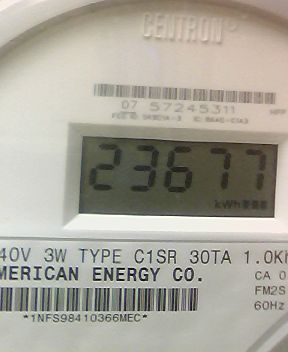 CENTRON®
07 57245311
23677
kWh
40V 3W TYPE C1SR 30TA 1.0Kh
MERICAN ENERGY CO.
CA 0
FM2S
60Hz
*1NFS98410366MEC*